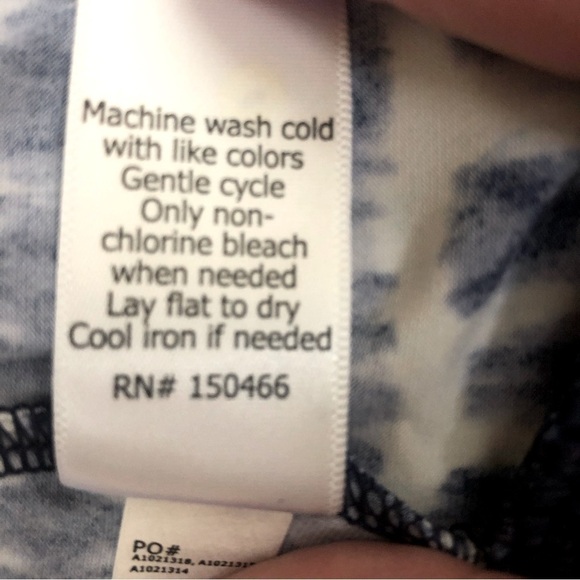 Machine wash cold
with like colors
Gentle cycle
Only non-
chlorine bleach
when needed
Lay flat to dry
Cool iron if needed
RN# 150466
PO#
A1021318,
A1021314